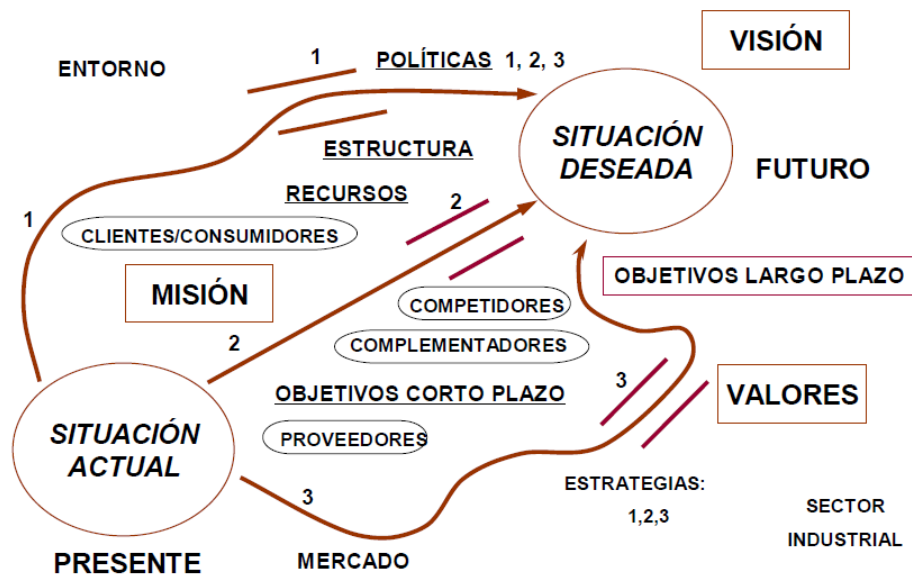 VISIÓN
1
POLÍTICAS 1, 2, 3
ENTORNO
SITUACIÓN
DESEADA
ESTRUCTURA
FUTURO
RECURSOS
2
1
CLIENTES/CONSUMIDORES
OBJETIVOS LARGO PLAZO
MISIÓN
COMPETIDORES
2
COMPLEMENTADORES
3
OBJETIVOS CORTO PLAZO
VALORES
SITUACIÓN
ACTUAL
PROVEEDORES
3
ESTRATEGIAS:
1,2,3
SECTOR
INDUSTRIAL
PRESENTE
MERCADO